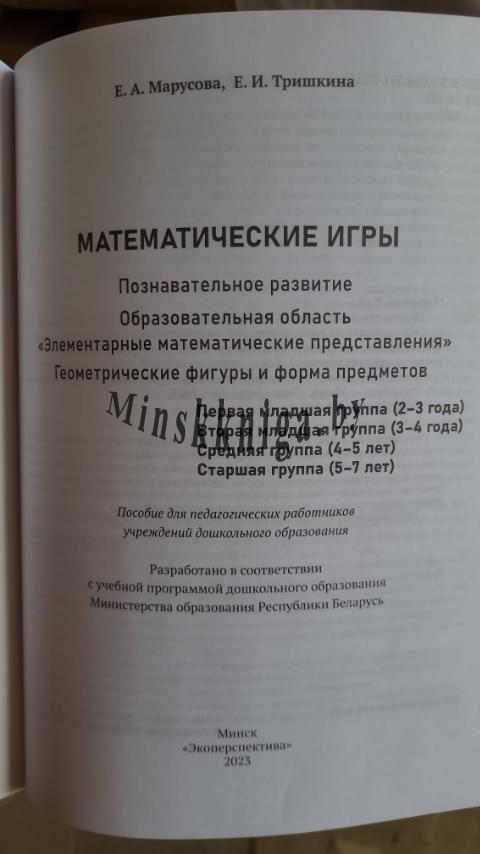 Е. А. Марусова, Е. И. Тришкина
МАТЕМАТИЧЕСКИЕ ИГРЫ
Познавательное развитие
Образовательная область
«Элементарные математические представления»
Геометрические фигуры и форма предметов
Minskkniga.by
Первая младшая группа (2–3 года)
Вторая младшая группа (3–4 года)
Средняя группа (4–5 лет)
Старшая группа (5–7 лет)
Пособие для педагогических работников
учреждений дошкольного образования
Разработано в соответствии
с учебной программой дошкольного образования
Министерства образования Республики Беларусь
Минск
«Экоперспектива»
2023